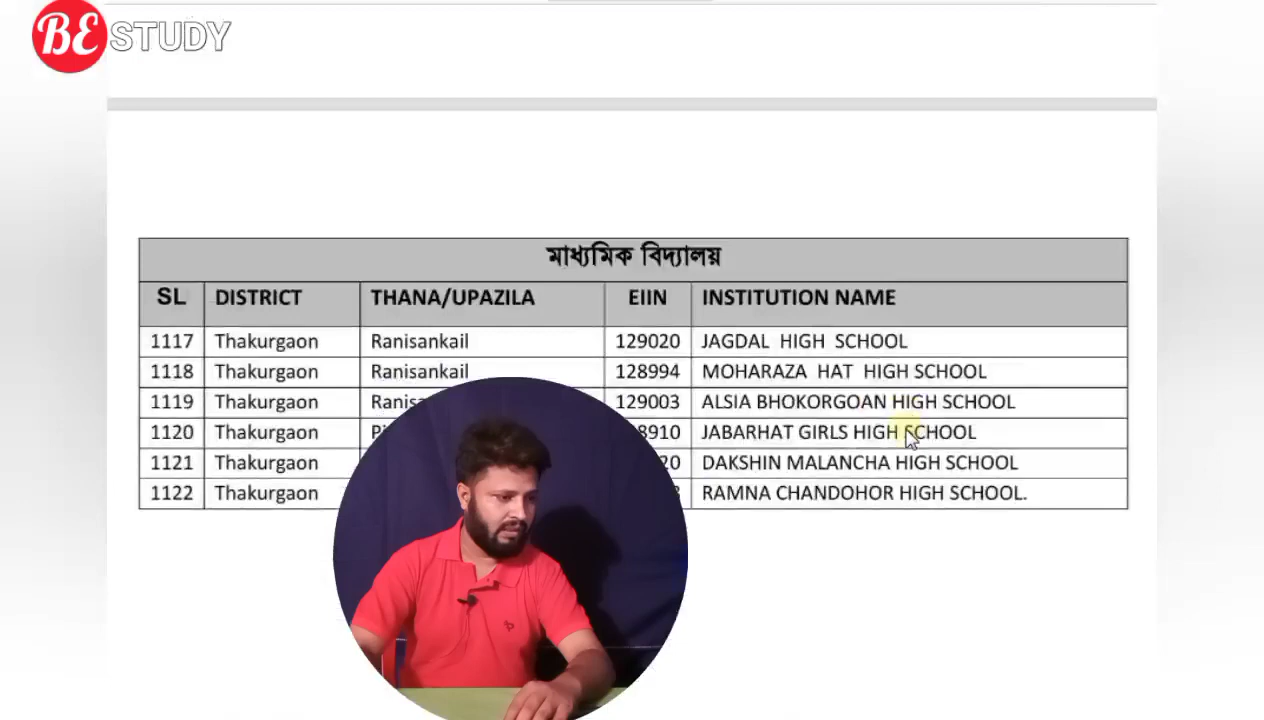 BE STUDY
মাধ্যমিক বিদ্যালয়
SL DISTRICT THANA/UPAZILA EIIN INSTITUTION NAME
1117 Thakurgaon Ranisankail 129020 JAGDAL HIGH SCHOOL
1118 Thakurgaon Ranisankail 128994 MOHARAZA HAT HIGH SCHOOL
1119 Thakurgaon 129003 ALSIA BHOKORGOAN HIGH SCHOOL
1120 Thakurgaon JABARHAT GIRLS HIGH SCHOOL
1121 Thakurgaon DAKSHIN MALANCHA HIGH SCHOOL
1122 Thakurgaon RAMNA CHANDOHOR HIGH SCHOOL.